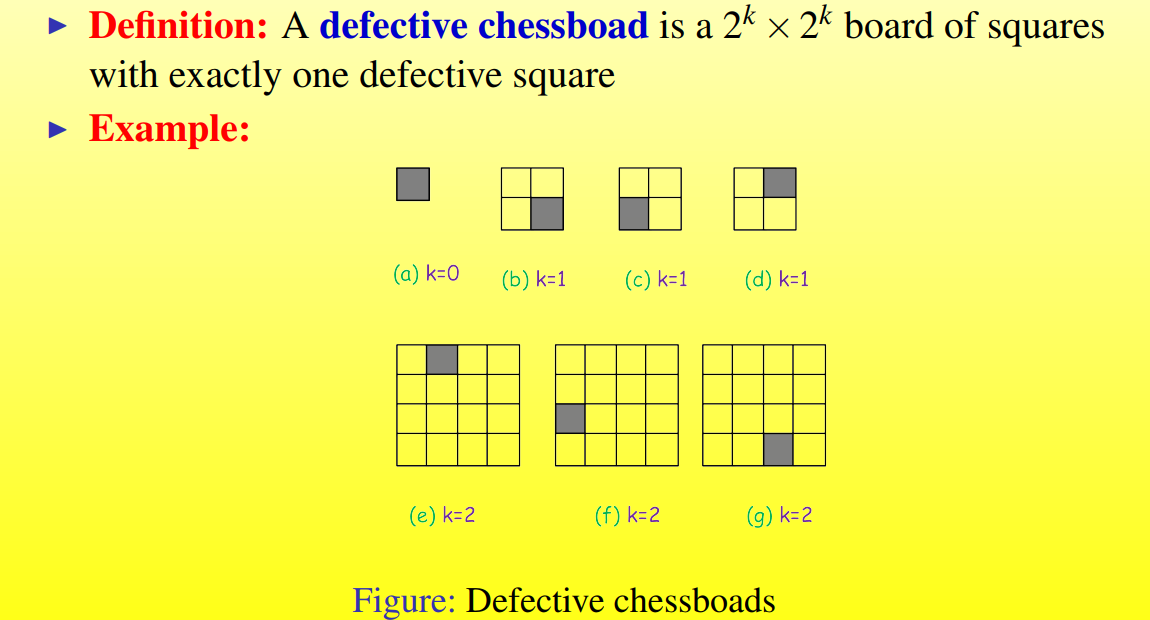 ▶ Definition: A defective chessboad is a 2^k × 2^k board of squares
with exactly one defective square
▶ Example:
(a) k=0 (b) k=1 (c) k=1 (d) k=1
(e) k=2 (f) k=2 (g) k=2
Figure: Defective chessboads